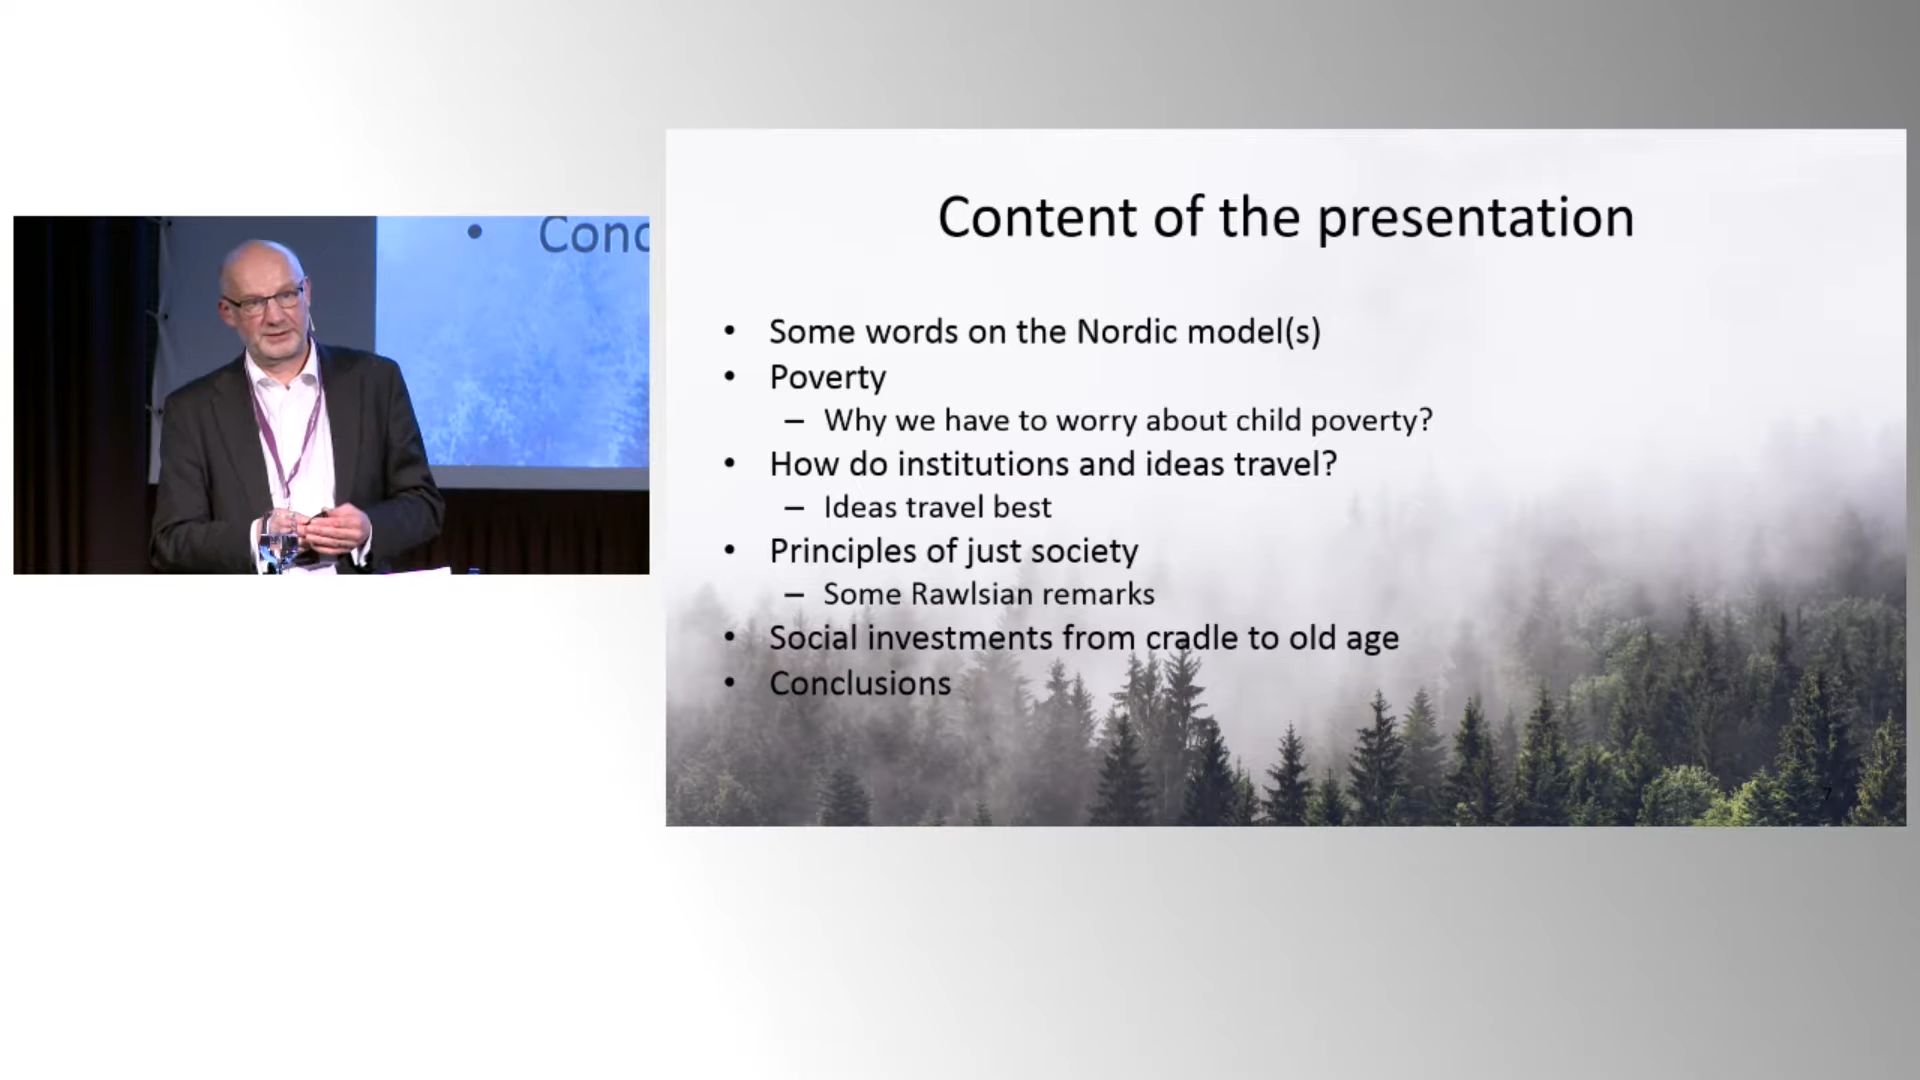 Content of the presentation
• Some words on the Nordic model(s)
• Poverty
– Why we have to worry about child poverty?
• How do institutions and ideas travel?
– Ideas travel best
• Principles of just society
– Some Rawlsian remarks
• Social investments from cradle to old age
• Conclusions
7
• Conc